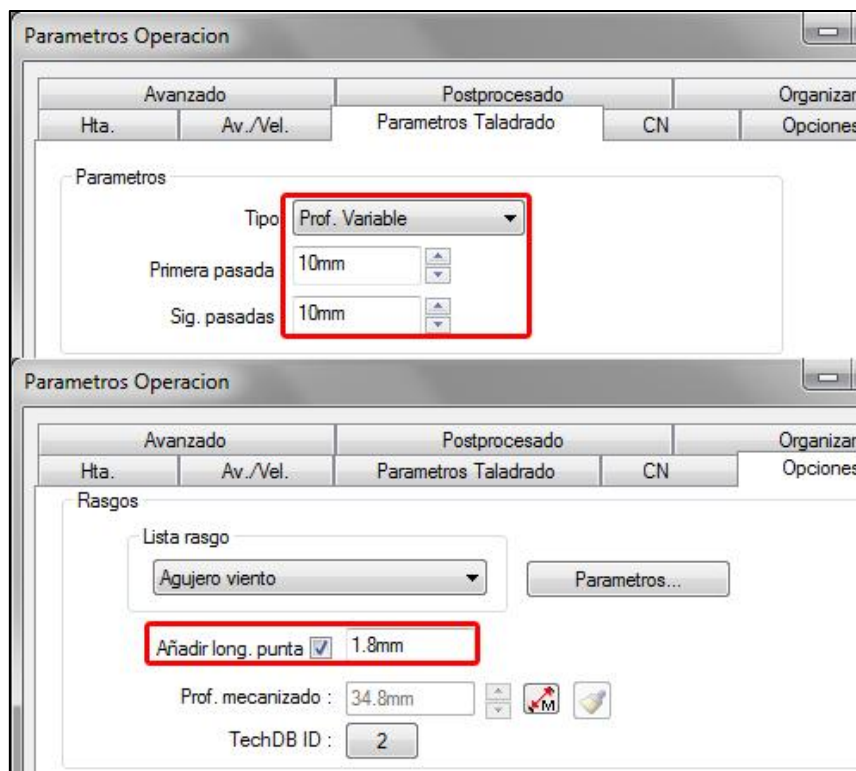 Parametros Operacion
Avanzado Postprocesado Organizar
Hta. Av./Vel. Parametros Taladrado CN Opciones
Parametros
Tipo Prof. Variable
Primera pasada 10mm
Sig. pasadas 10mm
Parametros Operacion
Avanzado Postprocesado Organizar
Hta. Av./Vel. Parametros Taladrado CN Opciones
Rasgos
Lista rasgo
Agujero viento Parametros...
Añadir long. punta 1.8mm
Prof. mecanizado : 34.8mm M
TechDB ID : 2